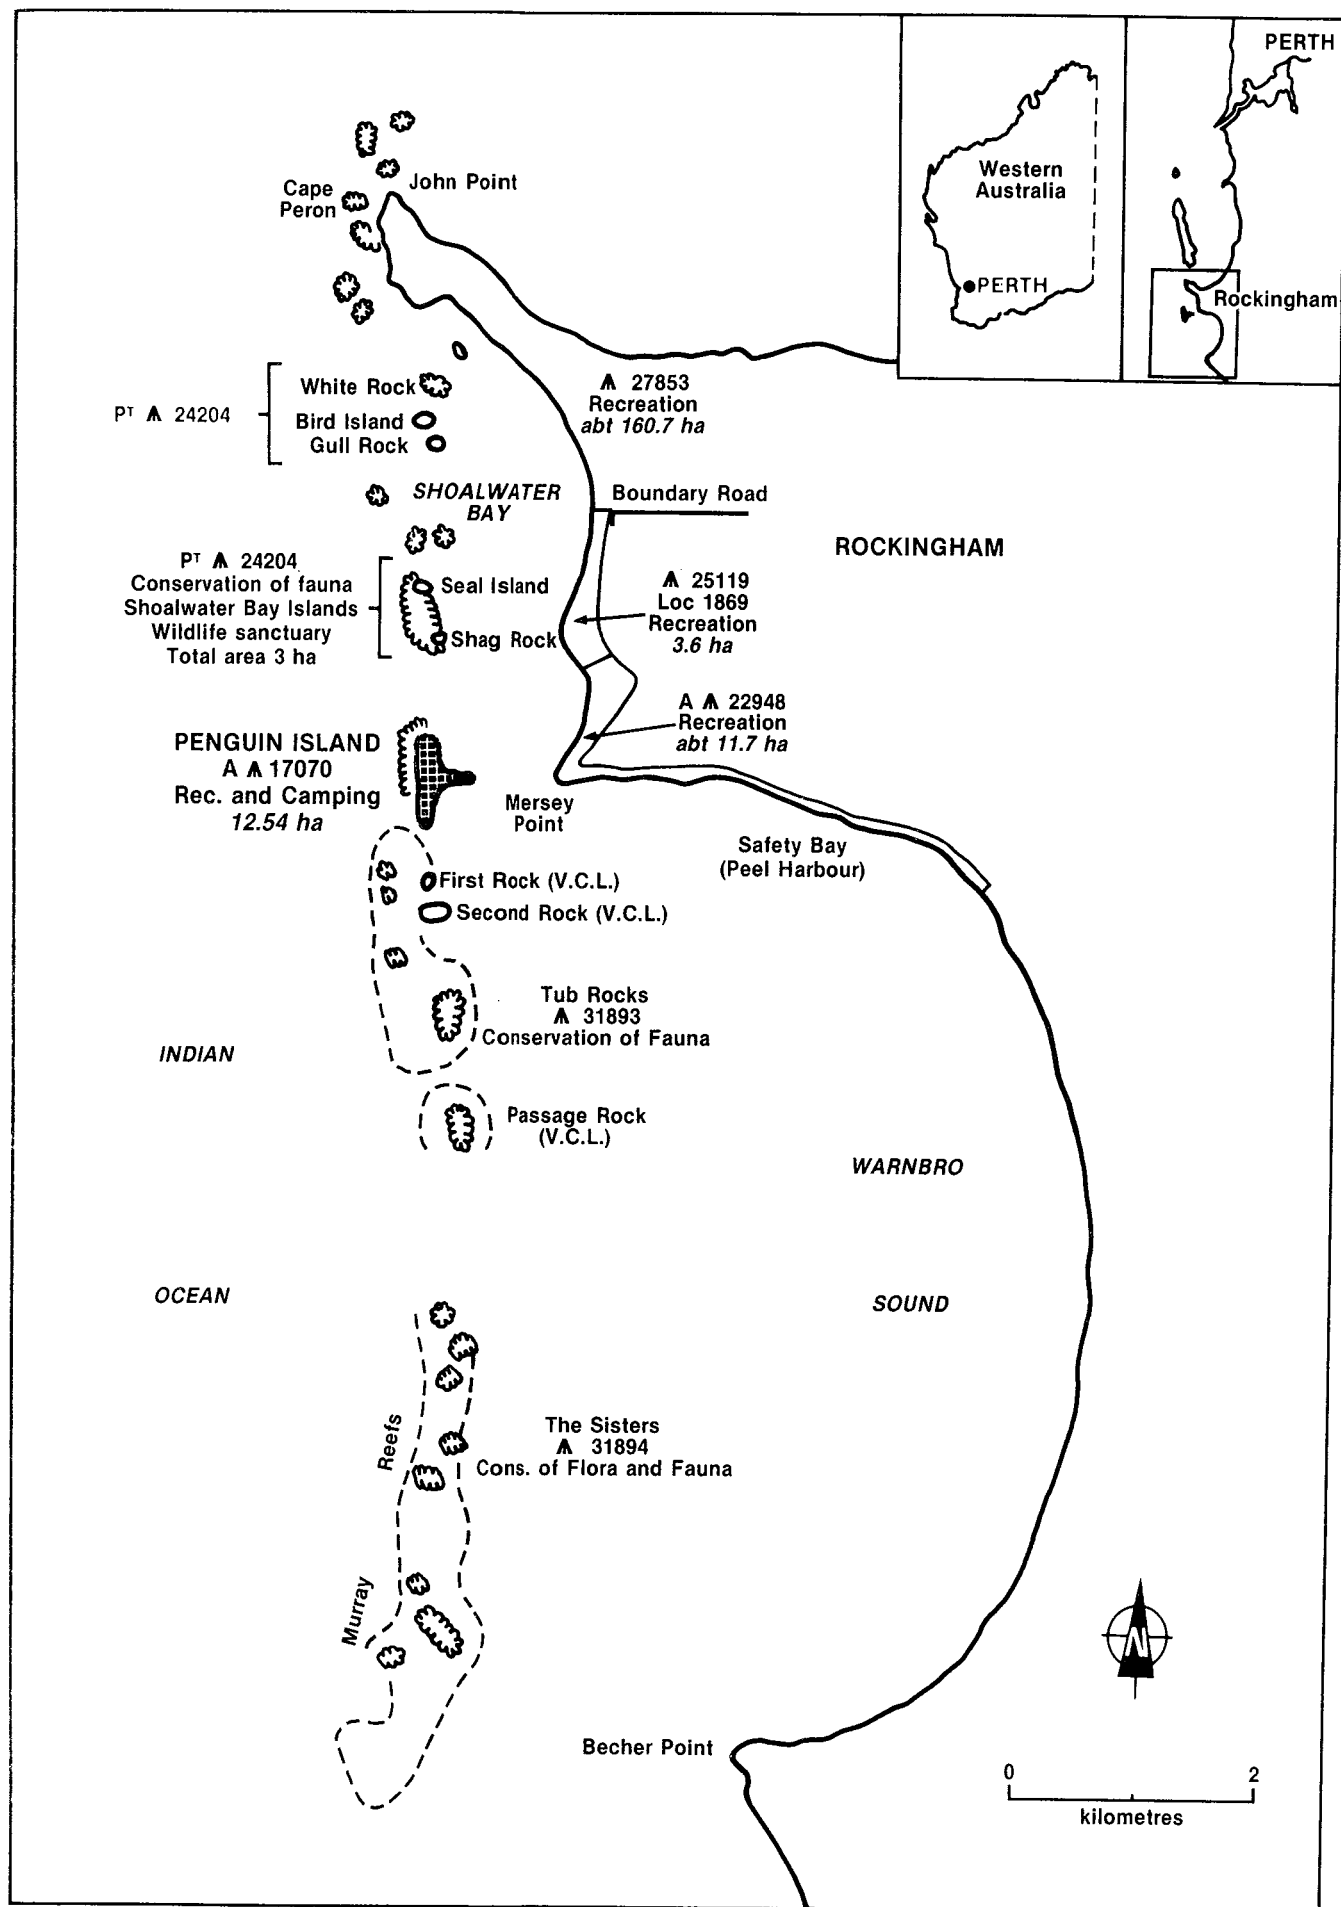 PERTH
Western
Australia
PERTH
Rockingham
John Point
Cape
Peron
White Rock
Bird Island
Gull Rock
Pᵀ 24204
27853
Recreation
abt 160.7 ha
SHOALWATER
BAY
Boundary Road
ROCKINGHAM
Pᵀ 24204
Conservation of fauna
Shoalwater Bay Islands
Wildlife sanctuary
Total area 3 ha
Seal Island
Shag Rock
25119
Loc 1869
Recreation
3.6 ha
A 22948
Recreation
abt 11.7 ha
PENGUIN ISLAND
A 17070
Rec. and Camping
12.54 ha
Mersey
Point
Safety Bay
(Peel Harbour)
First Rock (V.C.L.)
Second Rock (V.C.L.)
Tub Rocks
31893
Conservation of Fauna
INDIAN
Passage Rock
(V.C.L.)
WARNBRO
OCEAN
SOUND
Reefs
The Sisters
31894
Cons. of Flora and Fauna
Murray
N
Becher Point
0 2
kilometres